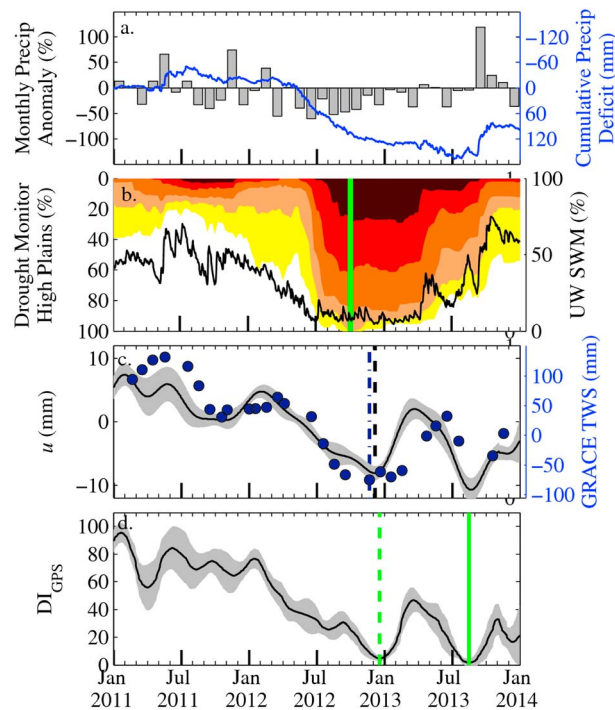 a.
Monthly Precip
Anomaly (%)
100
50
0
−50
−100
−120
−60
0
60
120
Cumulative Precip
Deficit (mm)
b.
Drought Monitor
High Plains (%)
0
20
40
60
80
100
100
50
0
UW SWM (%)
c.
u (mm)
10
0
−10
100
50
0
−50
−100
GRACE TWS (mm)
d.
DI GPS
100
80
60
40
20
0
Jan Jul Jan Jul Jan Jul Jan
2011 2011 2012 2012 2013 2013 2014